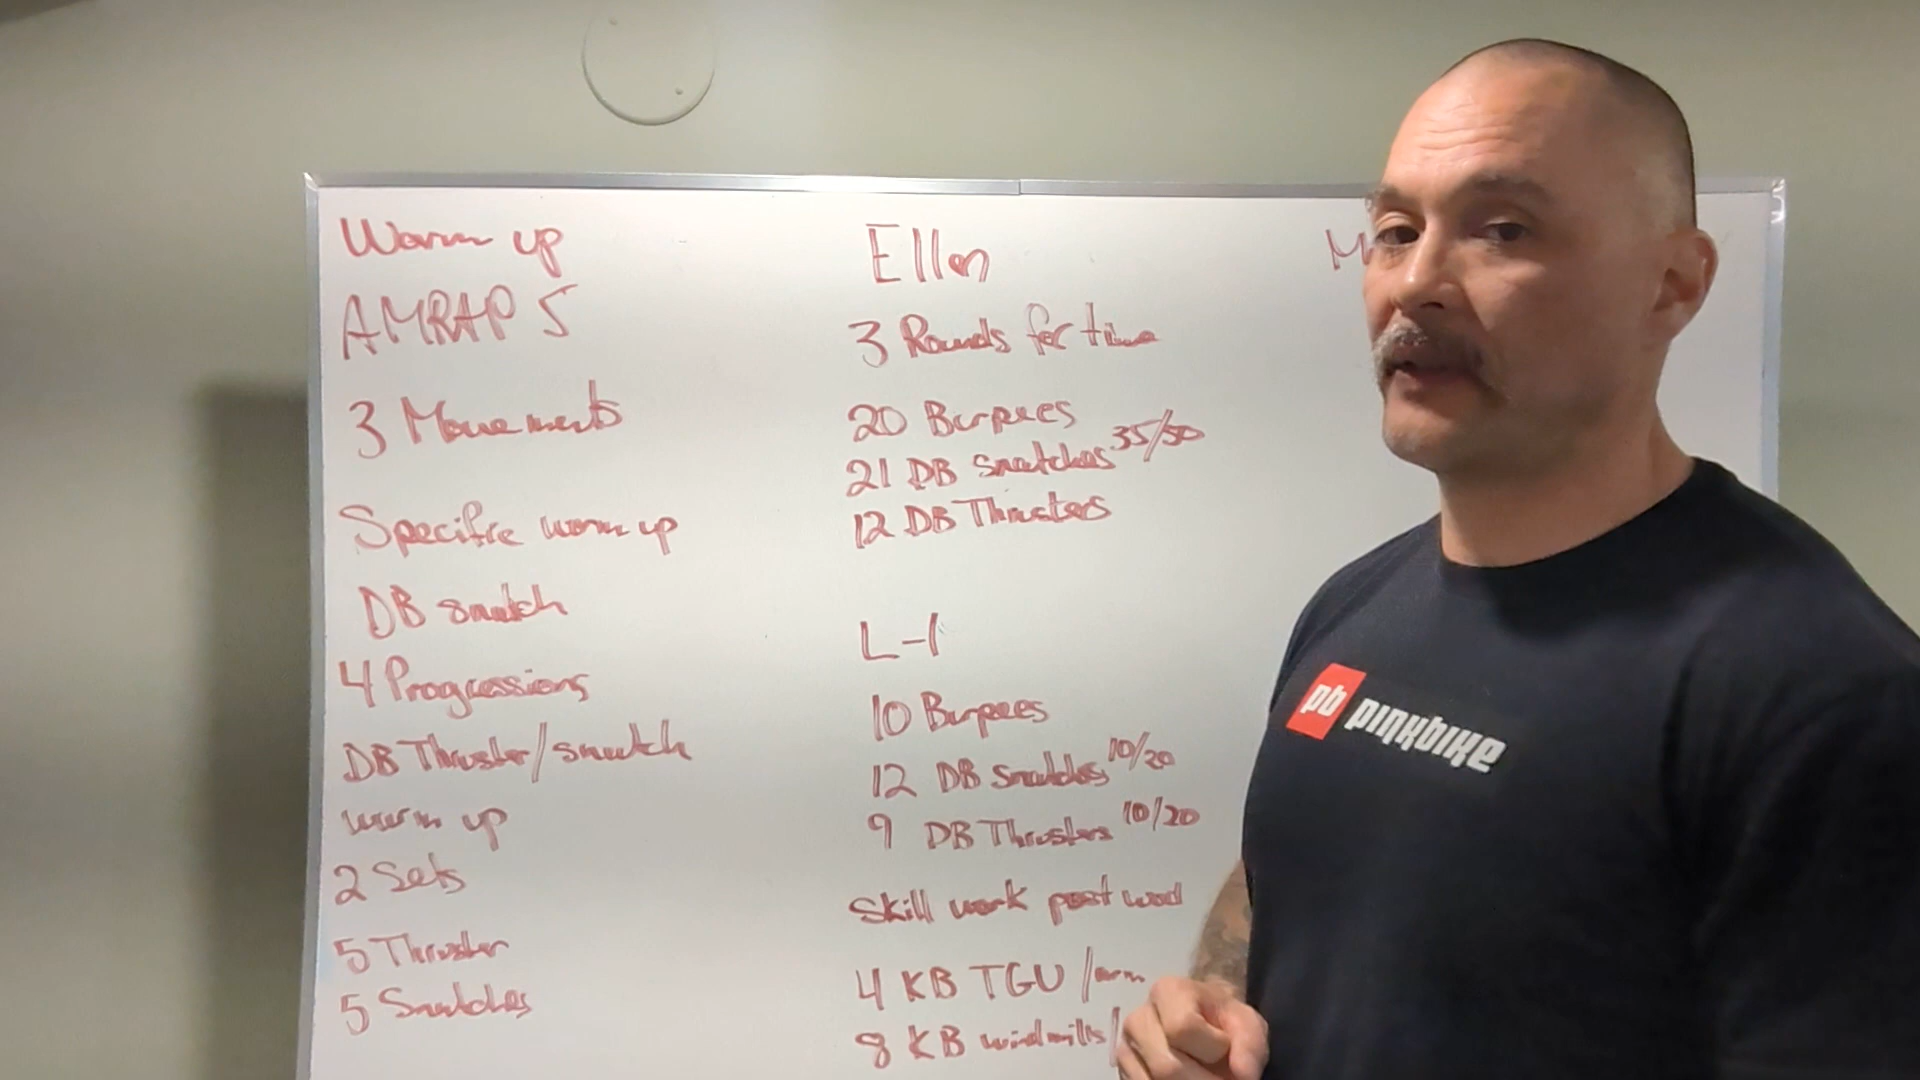 Warm up
AMRAP 5
3 Movements
Specific warm up
DB snatch
4 Progressions
DB Thruster/snatch
warm up
2 Sets
5 Thruster
5 Snatches
Ellen
3 Rounds for time
20 Burpees
21 DB snatches 35/50
12 DB Thrusters
L-1
10 Burpees
12 DB Snatches 10/20
9 DB Thrusters 10/20
Skill work post wod
4 KB TGU /arm
8 KB windmills/
pb pinkbike